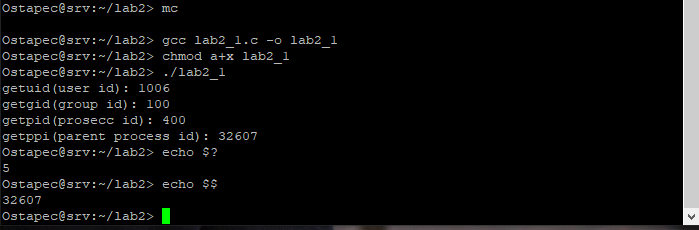 Ostapec@srv:~/lab2> mc
Ostapec@srv:~/lab2> gcc lab2_1.c -o lab2_1
Ostapec@srv:~/lab2> chmod a+x lab2_1
Ostapec@srv:~/lab2> ./lab2_1
getuid(user id): 1006
getgid(group id): 100
getpid(prosecc id): 400
getppi(parent process id): 32607
Ostapec@srv:~/lab2> echo $?
5
Ostapec@srv:~/lab2> echo $$
32607
Ostapec@srv:~/lab2>